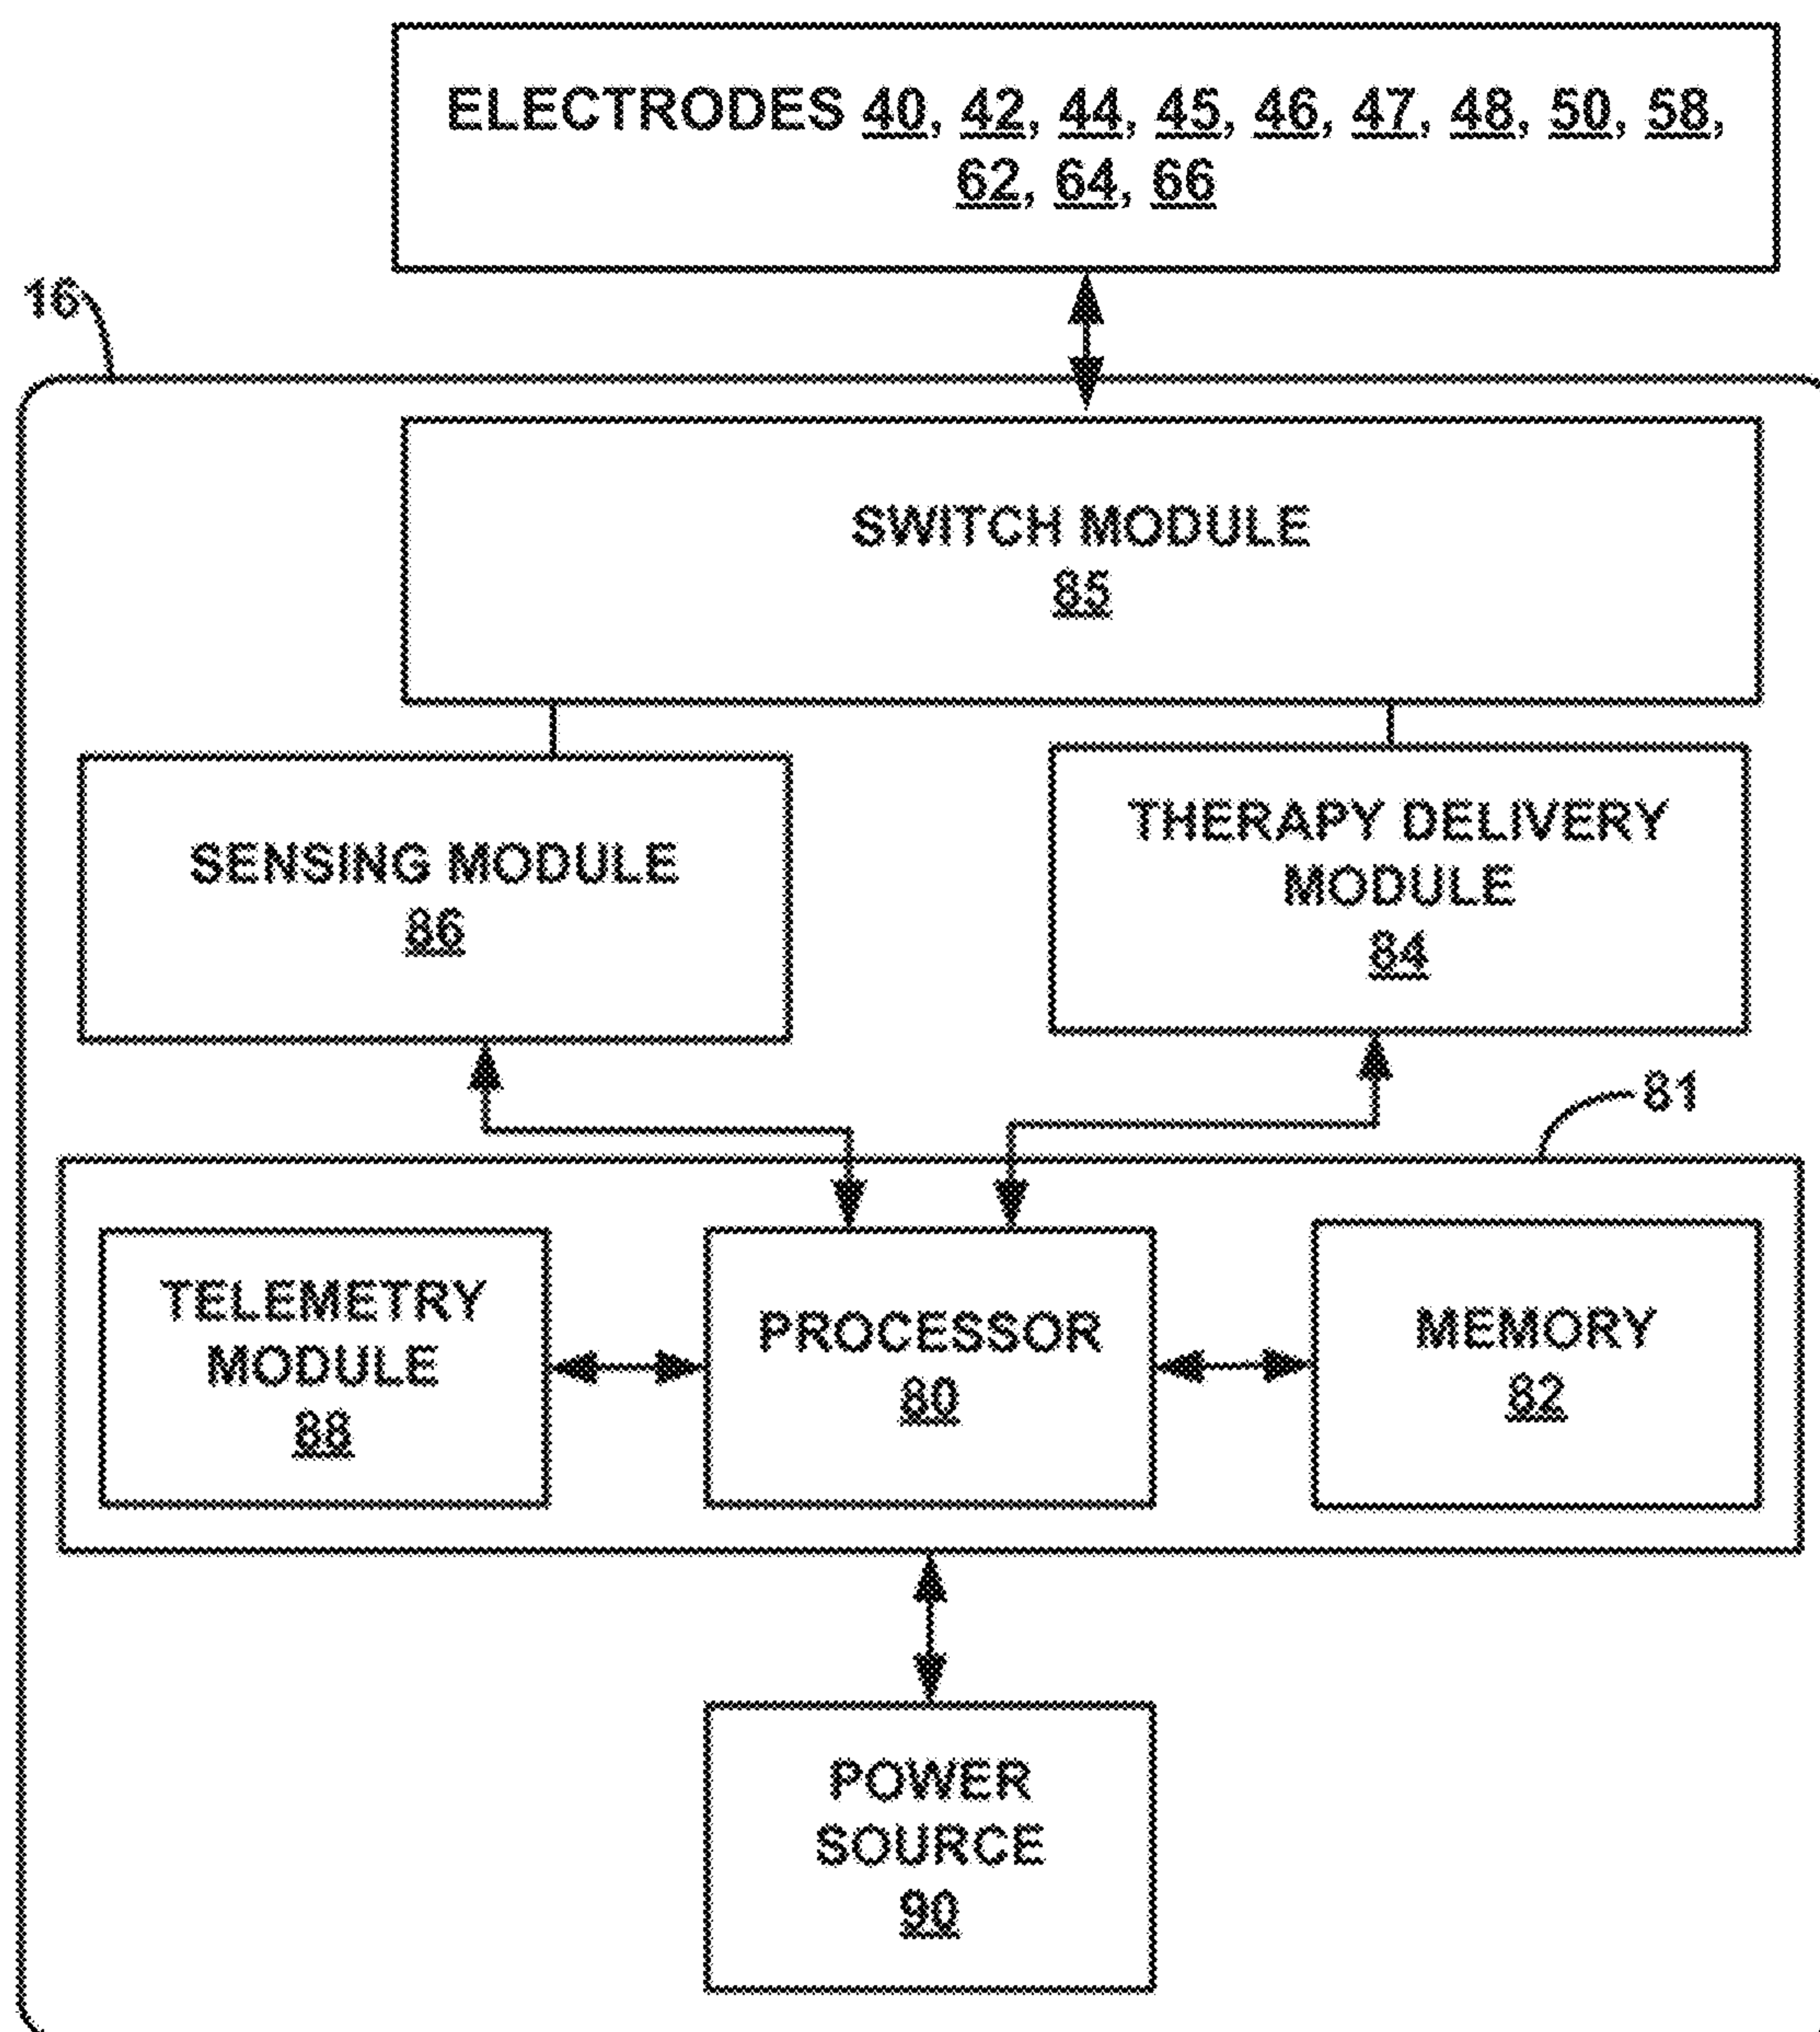 ELECTRODES 40, 42, 44, 45, 46, 47, 48, 50, 58,
62, 64, 66
16
SWITCH MODULE
85
SENSING MODULE
86
THERAPY DELIVERY
MODULE
84
81
TELEMETRY
MODULE
88
PROCESSOR
80
MEMORY
82
POWER
SOURCE
90